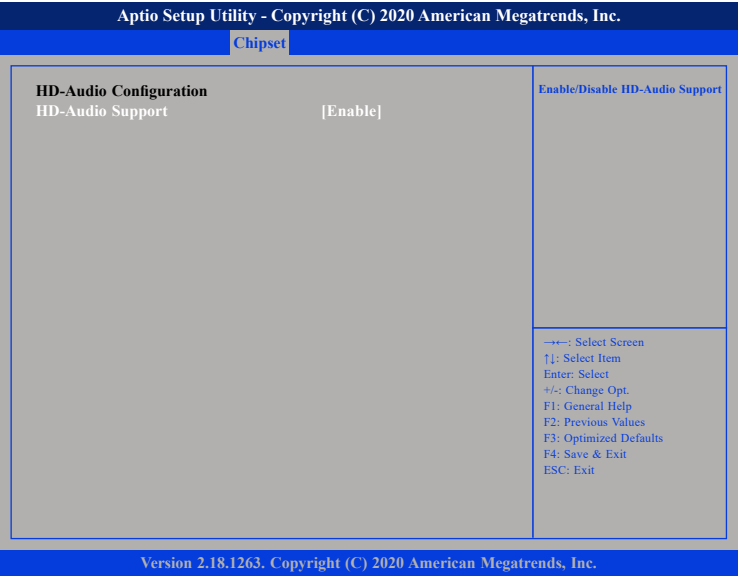 Aptio Setup Utility - Copyright (C) 2020 American Megatrends, Inc.
Chipset
HD-Audio Configuration
HD-Audio Support [Enable]
Enable/Disable HD-Audio Support
→←: Select Screen
↑↓: Select Item
Enter: Select
+/-: Change Opt.
F1: General Help
F2: Previous Values
F3: Optimized Defaults
F4: Save & Exit
ESC: Exit
Version 2.18.1263. Copyright (C) 2020 American Megatrends, Inc.